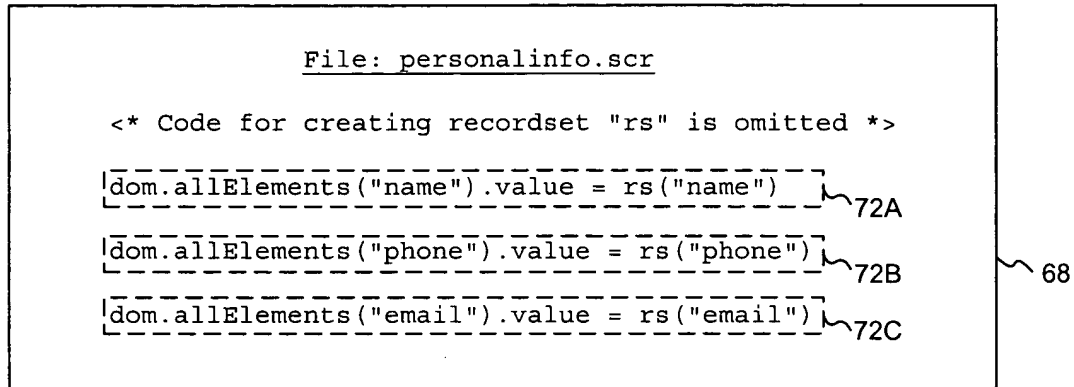 File: personalinfo.scr
<* Code for creating recordset "rs" is omitted *>
dom.allElements("name").value = rs("name")
72A
dom.allElements("phone").value = rs("phone")
72B
68
dom.allElements("email").value = rs("email")
72C